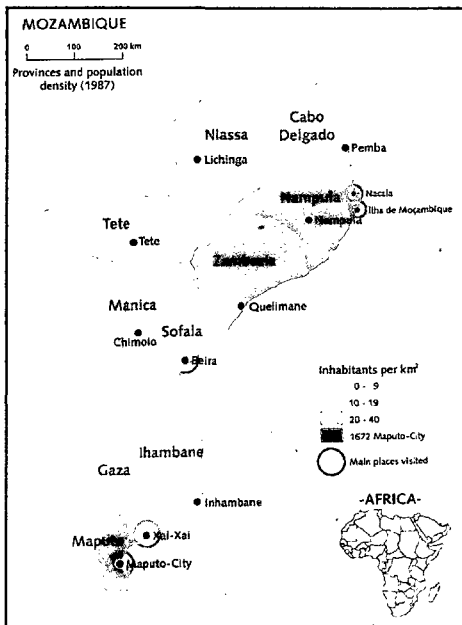 MOZAMBIQUE
0 100 200 km
Provinces and population
density (1987)
Cabo
Delgado
Niassa
Pemba
Lichinga
Nampula
Nacala
Ilha de Moçambique
Nampula
Tete
Tete
Zambezia
Manica
Quelimane
Sofala
Chimoio
Beira
Inhabitants per km²
0 - 9
10 - 19
20 - 40
1672 Maputo-City
Main places visited
Ihambane
Gaza
-AFRICA-
Inhambane
Maputo
Xai-Xai
Maputo-City